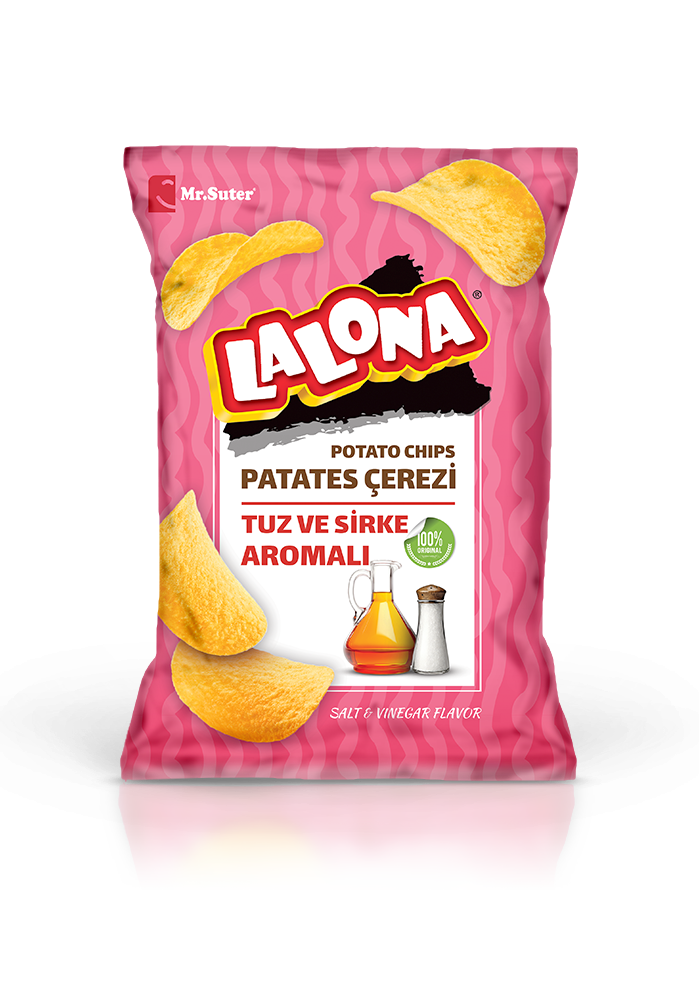 Mr.Suter®
LALONA®
POTATO CHIPS
PATATES ÇEREZİ
TUZ VE SİRKE
AROMALI
100%
ORIGINAL
SALT & VINEGAR FLAVOR